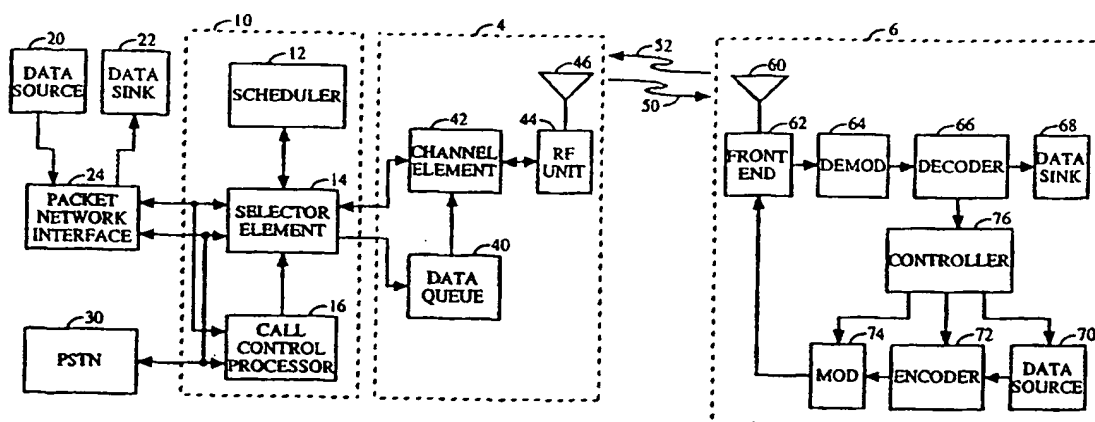 10
20
DATA
SOURCE
22
DATA
SINK
12
SCHEDULER
24
PACKET
NETWORK
INTERFACE
14
SELECTOR
ELEMENT
30
PSTN
16
CALL
CONTROL
PROCESSOR
4
42
CHANNEL
ELEMENT
44
RF
UNIT
46
40
DATA
QUEUE
52
50
6
60
62
FRONT
END
64
DEMOD
66
DECODER
68
DATA
SINK
76
CONTROLLER
74
MOD
72
ENCODER
70
DATA
SOURCE